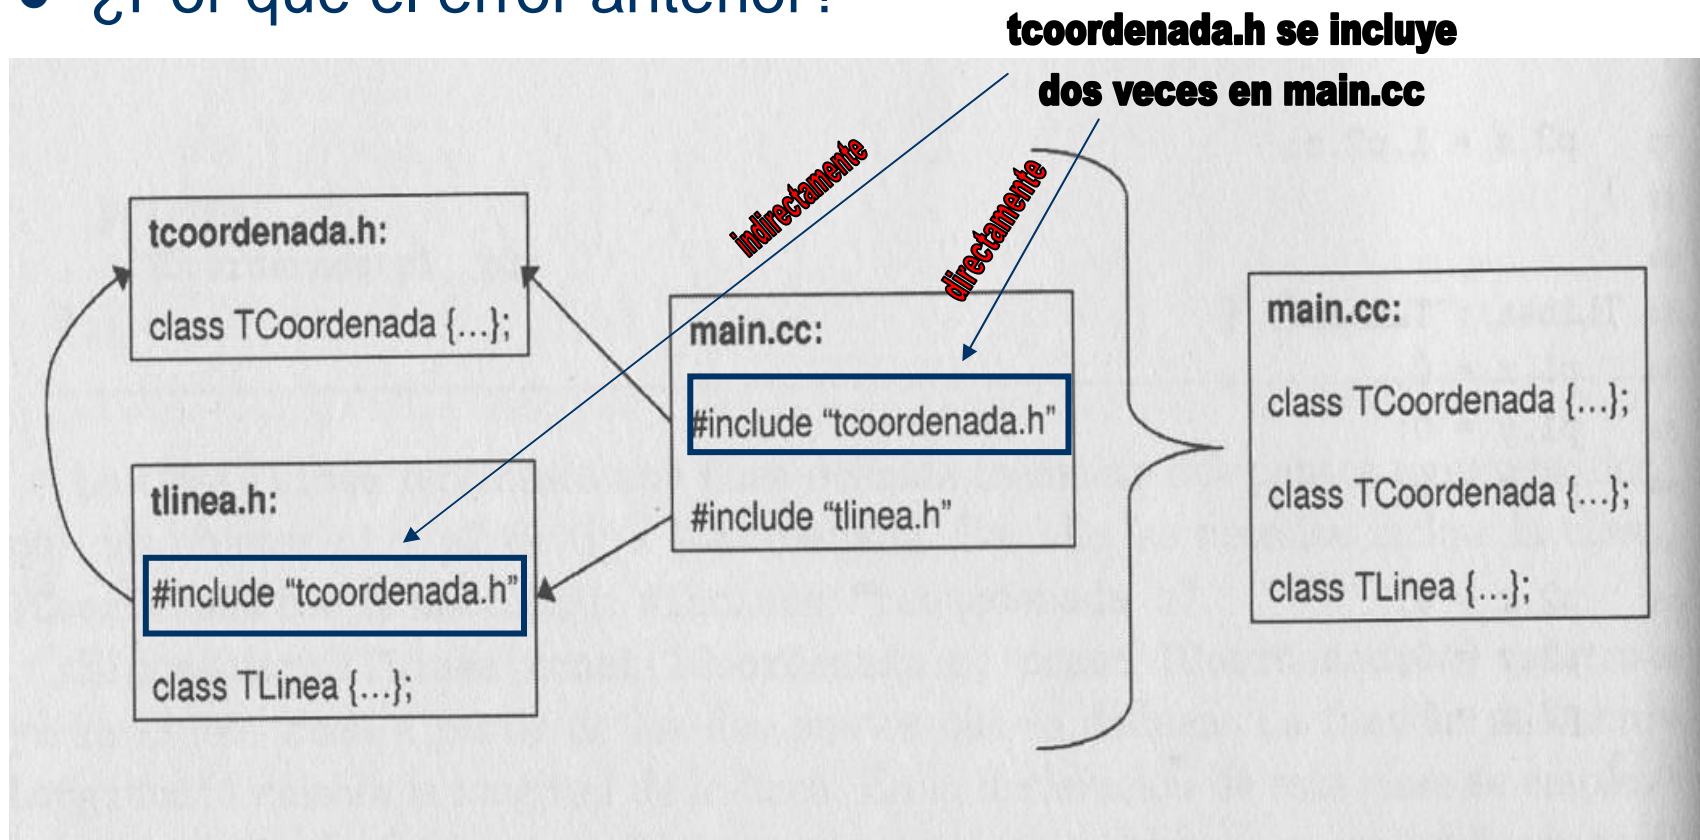 ¿Por qué el error anterior?
tcoordenada.h se incluye
dos veces en main.cc
indirectamente
directamente
tcoordenada.h:
class TCoordenada {...};
tlinea.h:
#include “tcoordenada.h”
class TLinea {...};
main.cc:
#include “tcoordenada.h”
#include “tlinea.h”
main.cc:
class TCoordenada {...};
class TCoordenada {...};
class TLinea {...};